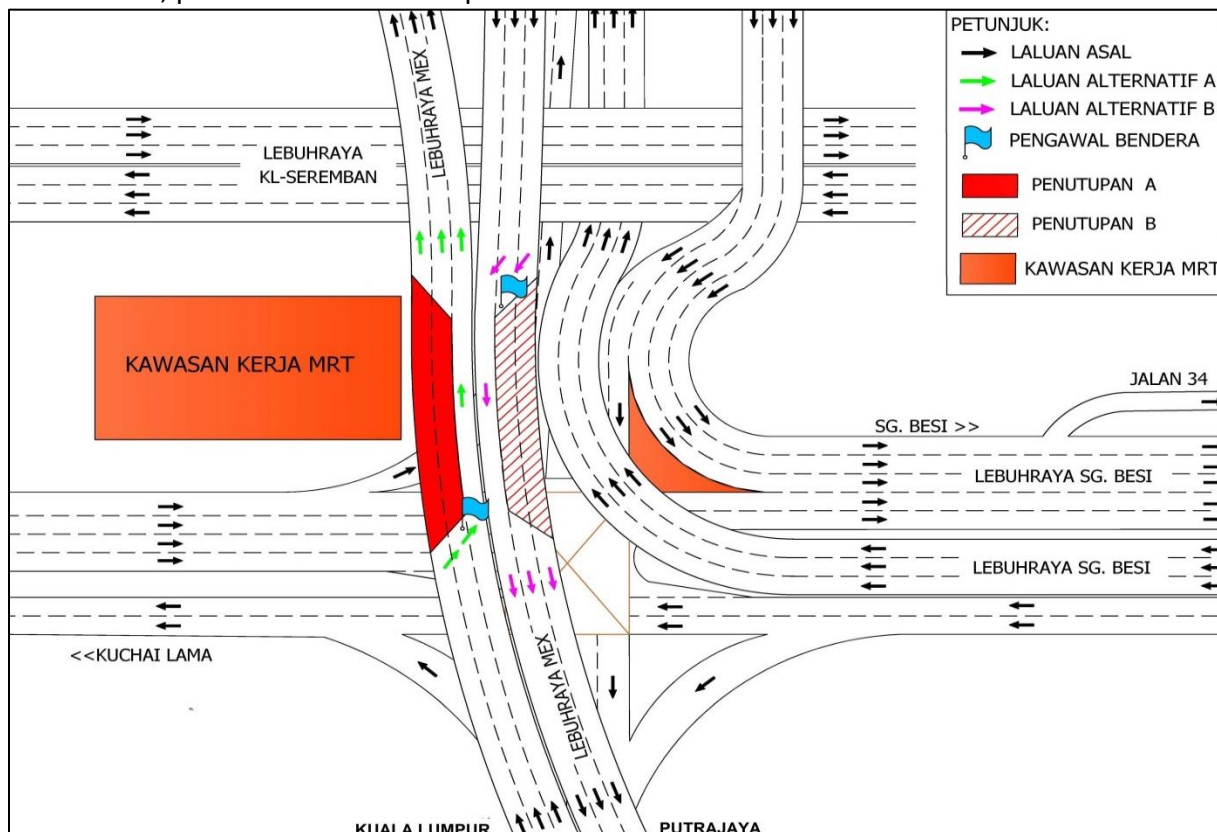 PETUNJUK:
LALUAN ASAL
LALUAN ALTERNATIF A
LALUAN ALTERNATIF B
PENGAWAL BENDERA
PENUTUPAN A
PENUTUPAN B
KAWASAN KERJA MRT
LEBUHRAYA MEX
LEBUHRAYA
KL-SEREMBAN
KAWASAN KERJA MRT
JALAN 34
SG. BESI >>
LEBUHRAYA SG. BESI
LEBUHRAYA SG. BESI
<<KUCHAI LAMA
LEBUHRAYA MEX
KUALA LUMPUR
PUTRAJAYA